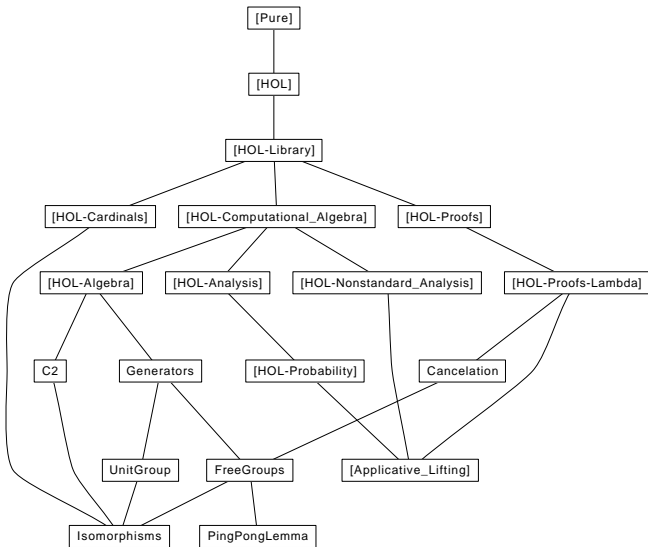 [Pure]
[HOL]
[HOL-Library]
[HOL-Cardinals]
[HOL-Computational_Algebra]
[HOL-Proofs]
[HOL-Algebra]
[HOL-Analysis]
[HOL-Nonstandard_Analysis]
[HOL-Proofs-Lambda]
C2
Generators
[HOL-Probability]
Cancelation
UnitGroup
FreeGroups
[Applicative_Lifting]
Isomorphisms
PingPongLemma